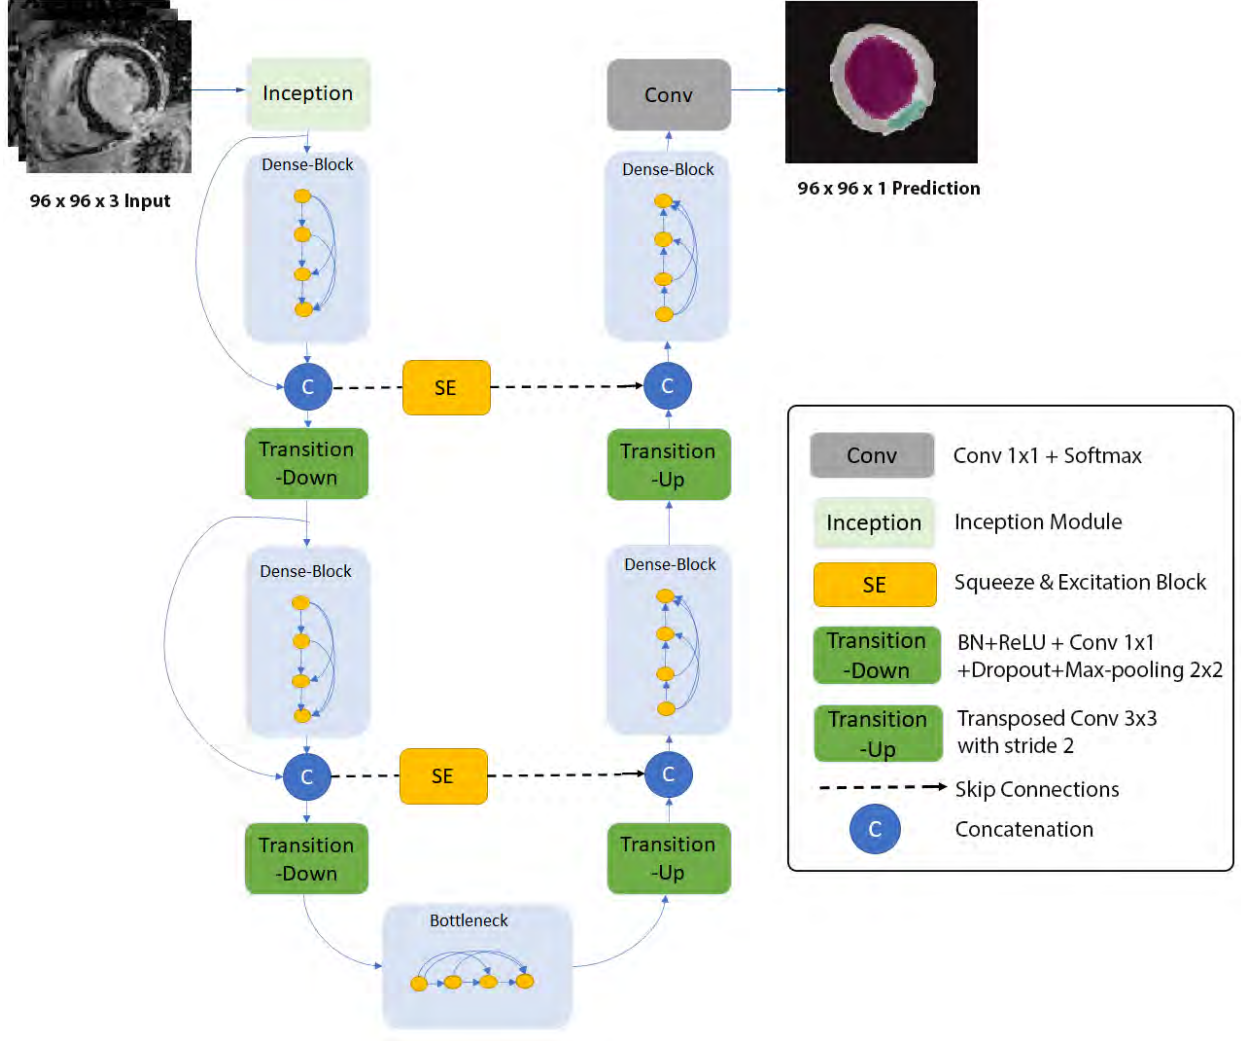 Inception
96 x 96 x 3 Input
Dense-Block
C
SE
Transition
-Down
Dense-Block
C
SE
Transition
-Down
Bottleneck
Transition
-Up
C
Dense-Block
Transition
-Up
C
Dense-Block
Conv
96 x 96 x 1 Prediction
Conv
Conv 1x1 + Softmax
Inception
Inception Module
SE
Squeeze & Excitation Block
Transition
-Down
BN+ReLU + Conv 1x1
+Dropout+Max-pooling 2x2
Transition
-Up
Transposed Conv 3x3
with stride 2
Skip Connections
C
Concatenation